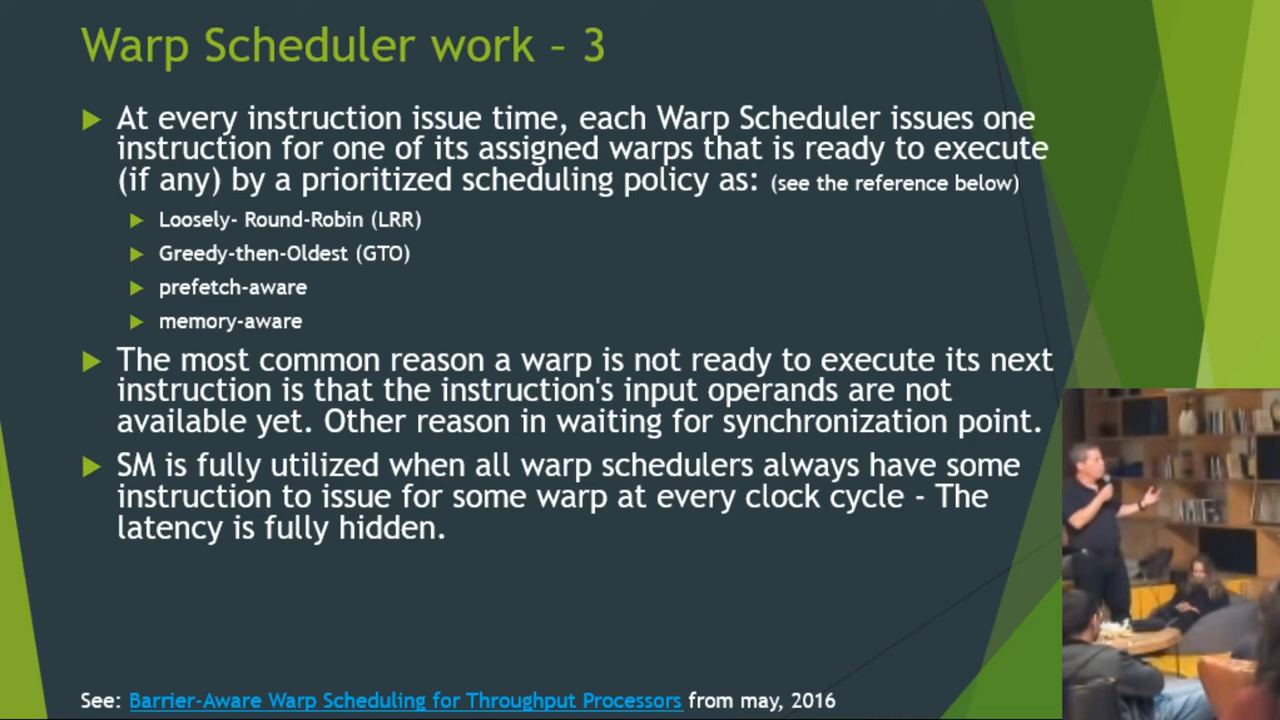 Warp Scheduler work – 3
At every instruction issue time, each Warp Scheduler issues one
instruction for one of its assigned warps that is ready to execute
(if any) by a prioritized scheduling policy as: (see the reference below)
Loosely- Round-Robin (LRR)
Greedy-then-Oldest (GTO)
prefetch-aware
memory-aware
The most common reason a warp is not ready to execute its next
instruction is that the instruction's input operands are not
available yet. Other reason in waiting for synchronization point.
SM is fully utilized when all warp schedulers always have some
instruction to issue for some warp at every clock cycle - The
latency is fully hidden.
See: Barrier-Aware Warp Scheduling for Throughput Processors from may, 2016